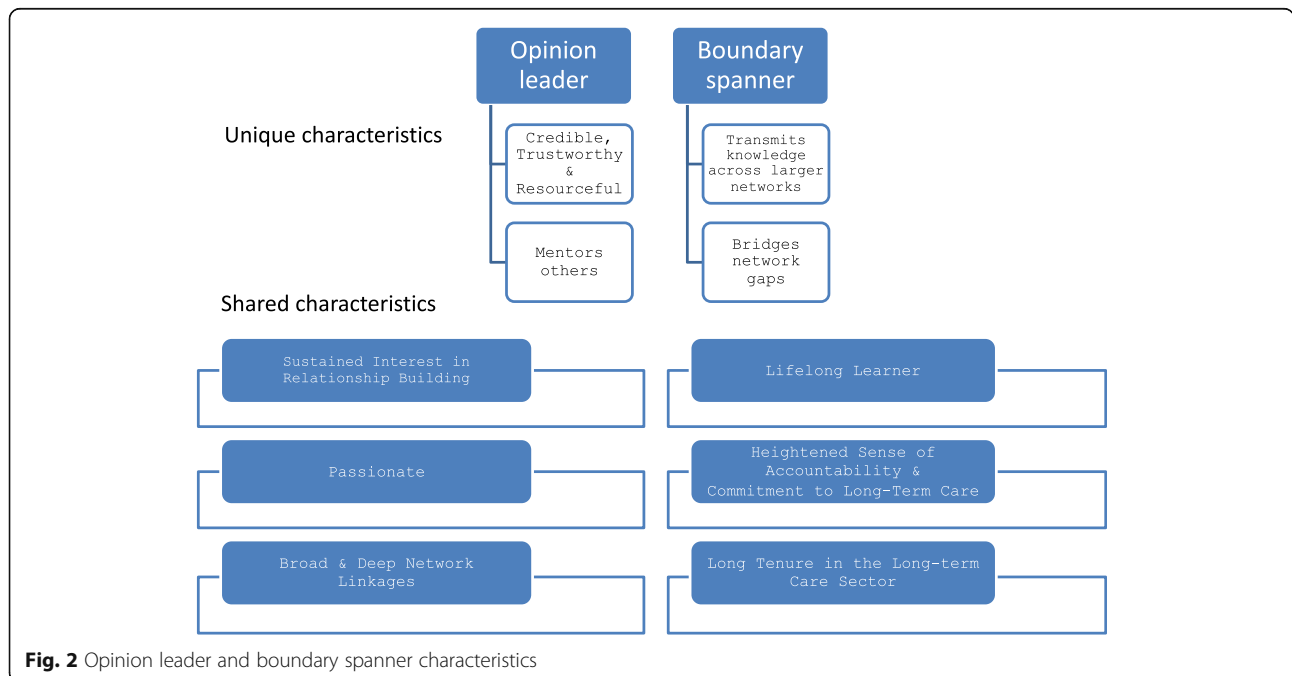 Opinion
leader
Boundary
spanner
Unique characteristics
Credible,
Trustworthy
&
Resourceful
Transmits
knowledge
across larger
networks
Mentors
others
Bridges
network
gaps
Shared characteristics
Sustained Interest in
Relationship Building
Lifelong Learner
Passionate
Heightened Sense of
Accountability &
Commitment to Long-Term Care
Broad & Deep Network
Linkages
Long Tenure in the Long-term
Care Sector
Fig. 2 Opinion leader and boundary spanner characteristics